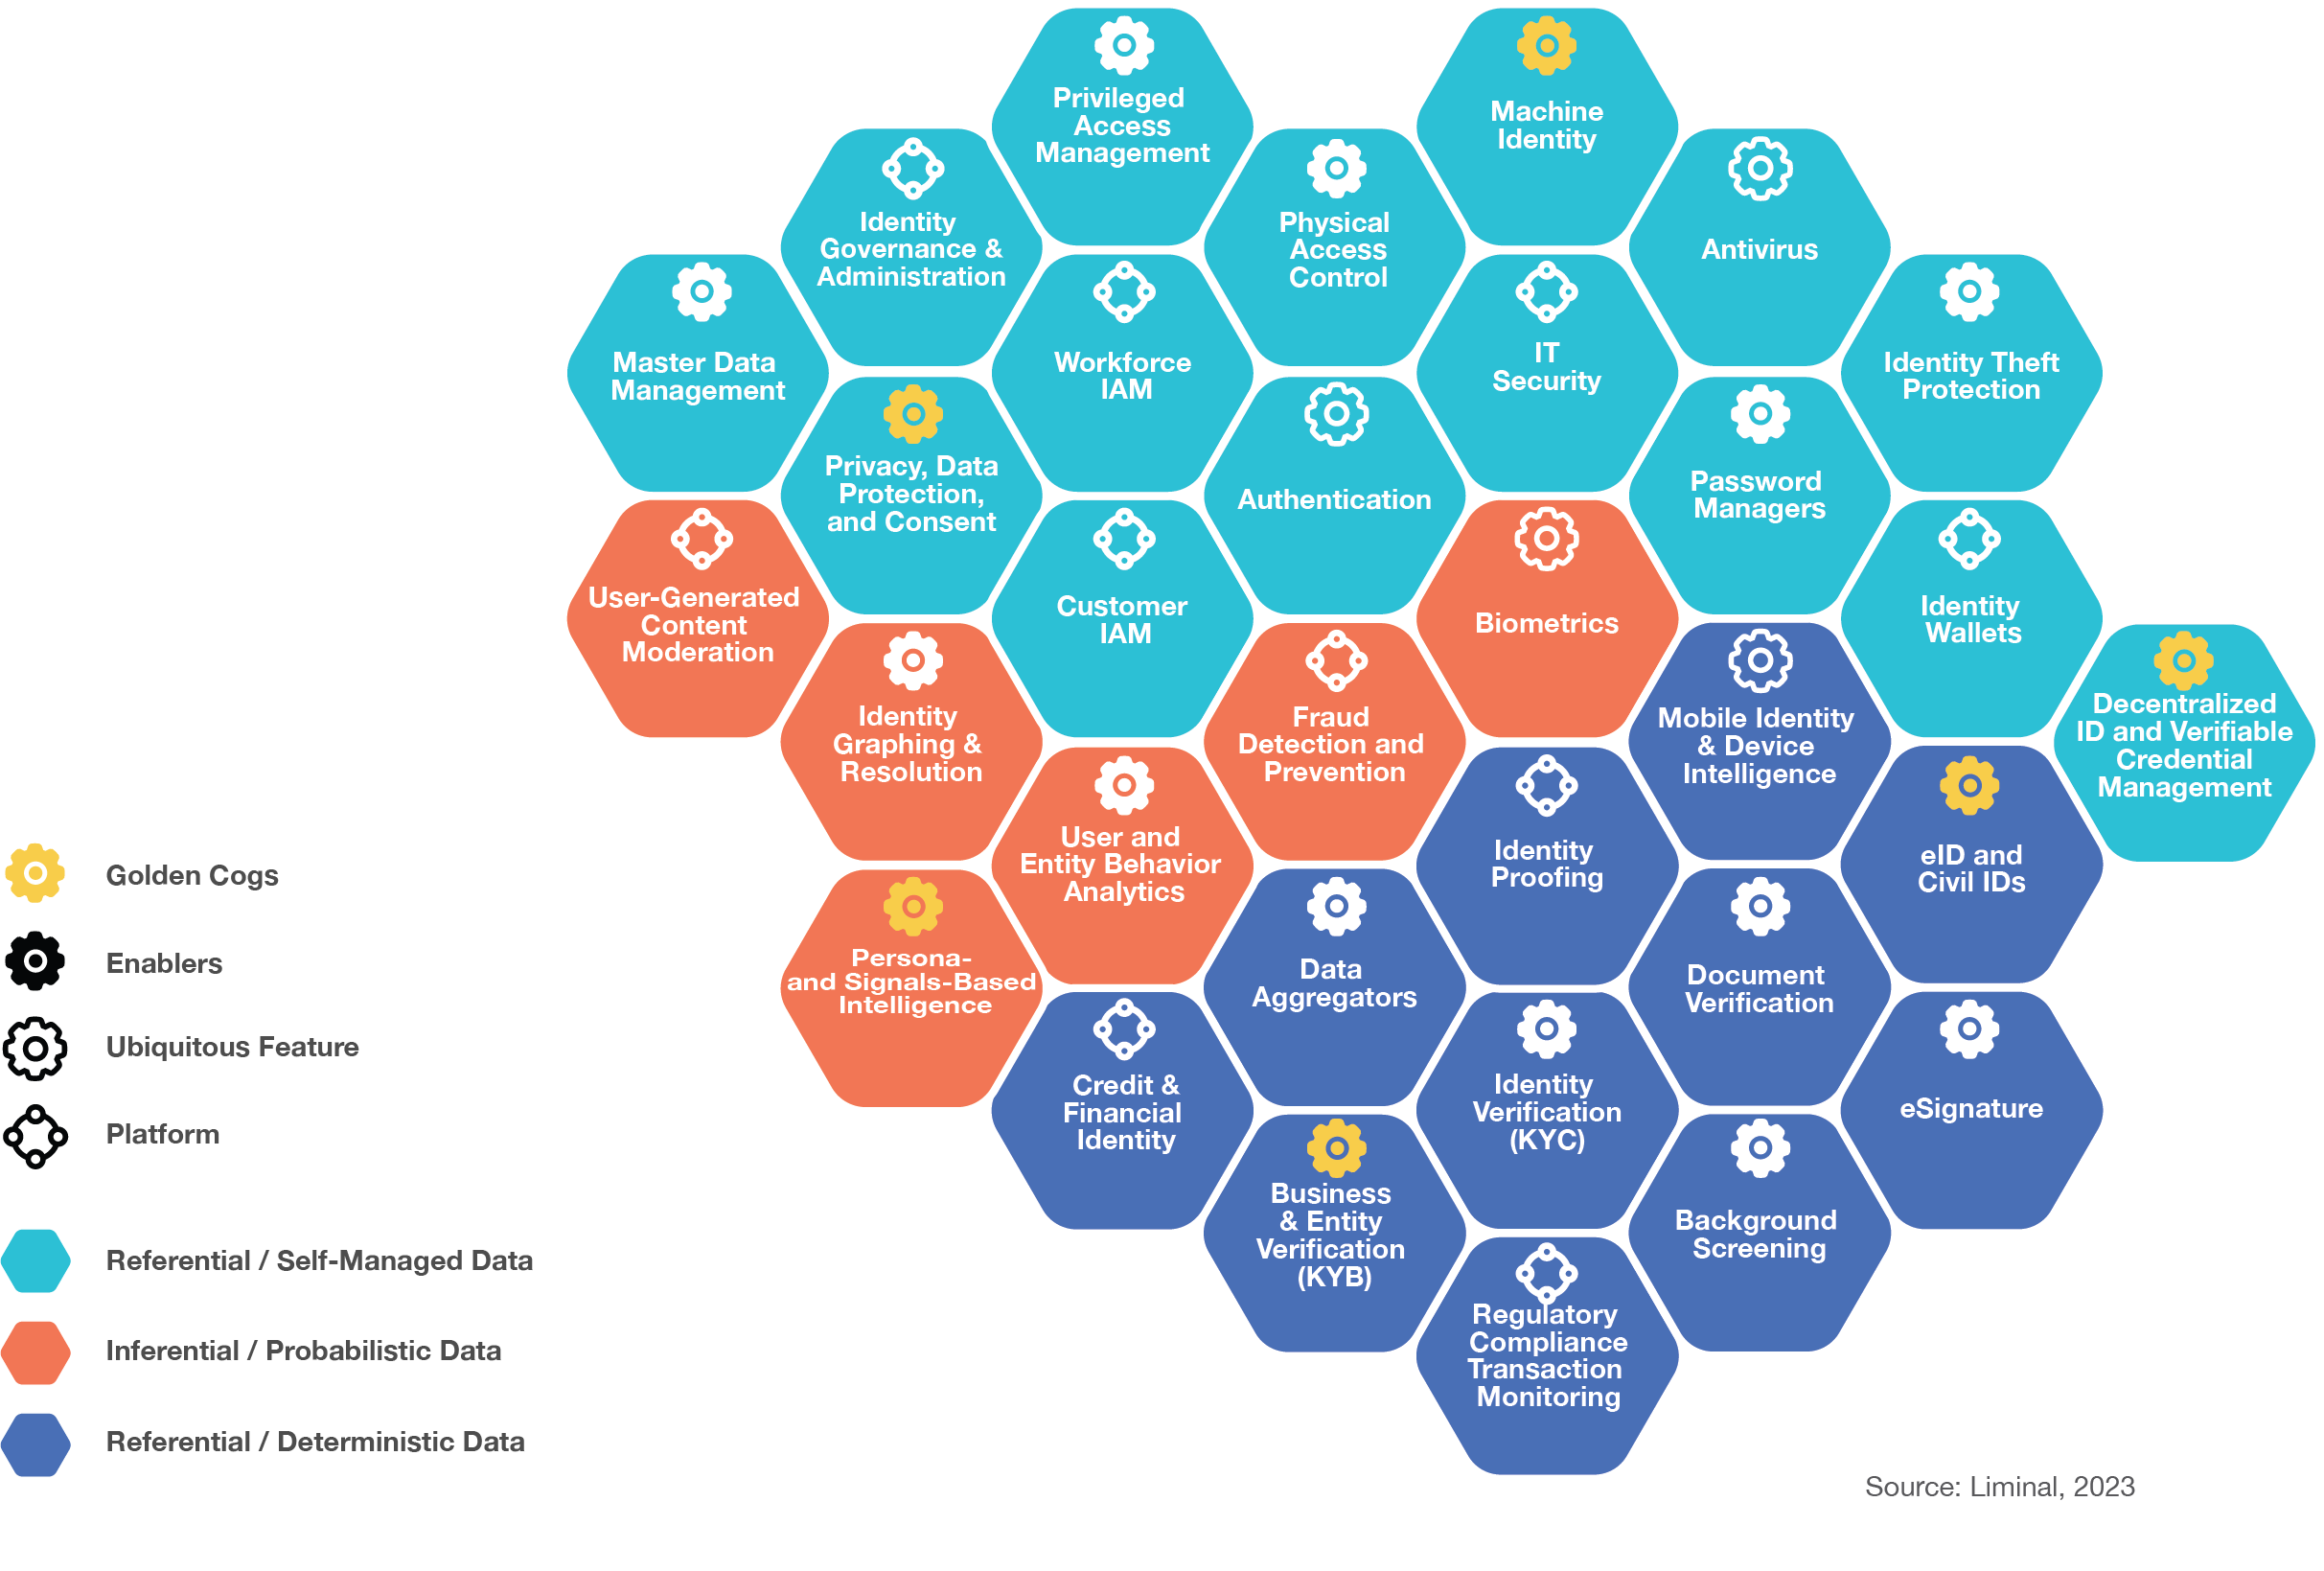 Privileged
Access
Management
Machine
Identity
Identity
Governance &
Administration
Physical
Access
Control
Antivirus
Master Data
Management
Workforce
IAM
IT
Security
Identity Theft
Protection
Privacy, Data
Protection,
and Consent
Authentication
Password
Managers
User-Generated
Content
Moderation
Customer
IAM
Biometrics
Identity
Wallets
Identity
Graphing &
Resolution
Fraud
Detection and
Prevention
Mobile Identity
& Device
Intelligence
Decentralized
ID and Verifiable
Credential
Management
User and
Entity Behavior
Analytics
Identity
Proofing
eID and
Civil IDs
Persona-
and Signals-Based
Intelligence
Data
Aggregators
Document
Verification
Credit &
Financial
Identity
Identity
Verification
(KYC)
eSignature
Business
& Entity
Verification
(KYB)
Background
Screening
Regulatory
Compliance
Transaction
Monitoring
Golden Cogs
Enablers
Ubiquitous Feature
Platform
Referential / Self-Managed Data
Inferential / Probabilistic Data
Referential / Deterministic Data
Source: Liminal, 2023